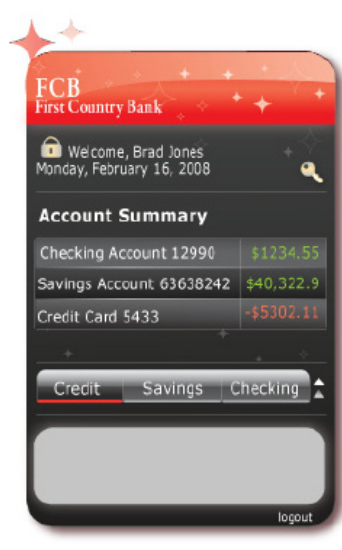 FCB
First Country Bank
Welcome, Brad Jones
Monday, February 16, 2008
Account Summary
Checking Account 12990 $1234.55
Savings Account 63638242 $40,322.9
Credit Card 5433 -$5302.11
Credit Savings Checking
logout